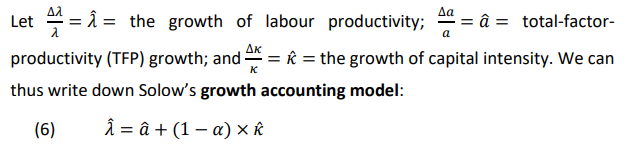 Let Δλ/λ = λ̂ = the growth of labour productivity; Δa/a = â = total-factor-
productivity (TFP) growth; and Δκ/κ = κ̂ = the growth of capital intensity. We can
thus write down Solow's growth accounting model:
(6) λ̂ = â + (1 − α) × κ̂